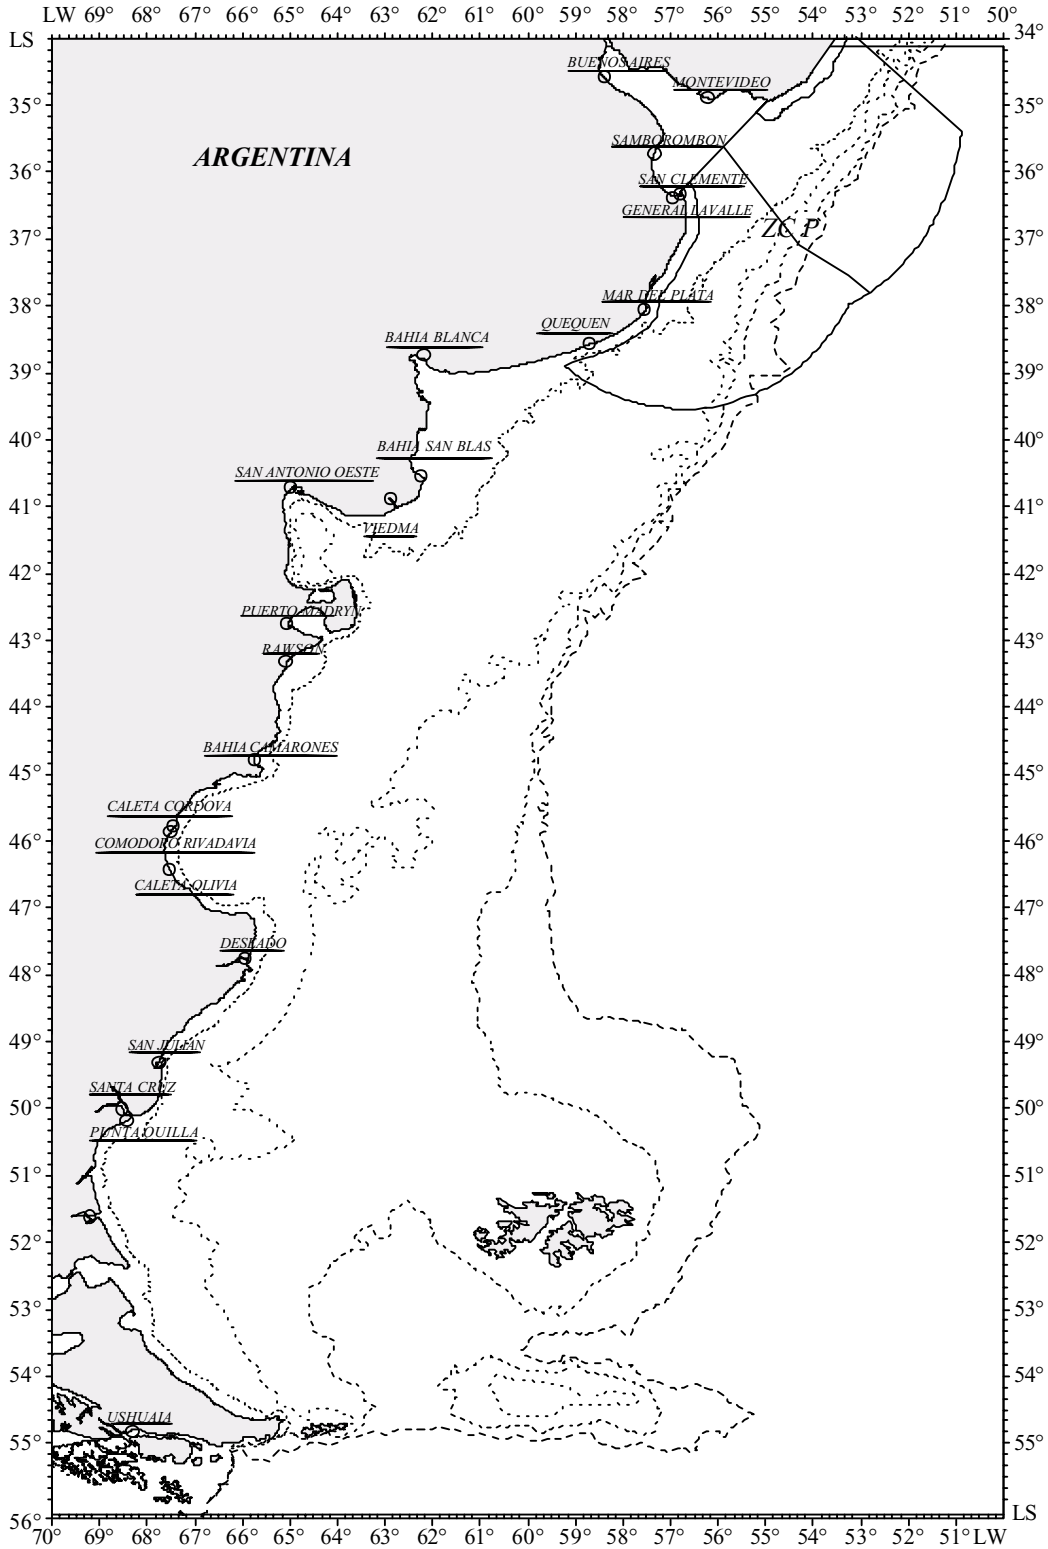 LW 69° 68° 67° 66° 65° 64° 63° 62° 61° 60° 59° 58° 57° 56° 55° 54° 53° 52° 51° 50°
LS 34°
BUENOS AIRES
MONTEVIDEO
35° 35°
SAMBOROMBON
ARGENTINA
36° 36°
SAN CLEMENTE
GENERAL LAVALLE
ZC P
37° 37°
MAR DEL PLATA
38° 38°
QUEQUEN
BAHIA BLANCA
39° 39°
40° 40°
BAHIA SAN BLAS
SAN ANTONIO OESTE
41° 41°
VIEDMA
42° 42°
PUERTO MADRYN
43° 43°
RAWSON
44° 44°
BAHIA CAMARONES
45° 45°
CALETA CORDOVA
46° 46°
COMODORO RIVADAVIA
CALETA OLIVIA
47° 47°
DESEADO
48° 48°
49° 49°
SAN JULIAN
SANTA CRUZ
50° 50°
PUNTA QUILLA
51° 51°
52° 52°
53° 53°
54° 54°
USHUAIA
55° 55°
56° LS
70° 69° 68° 67° 66° 65° 64° 63° 62° 61° 60° 59° 58° 57° 56° 55° 54° 53° 52° 51° LW